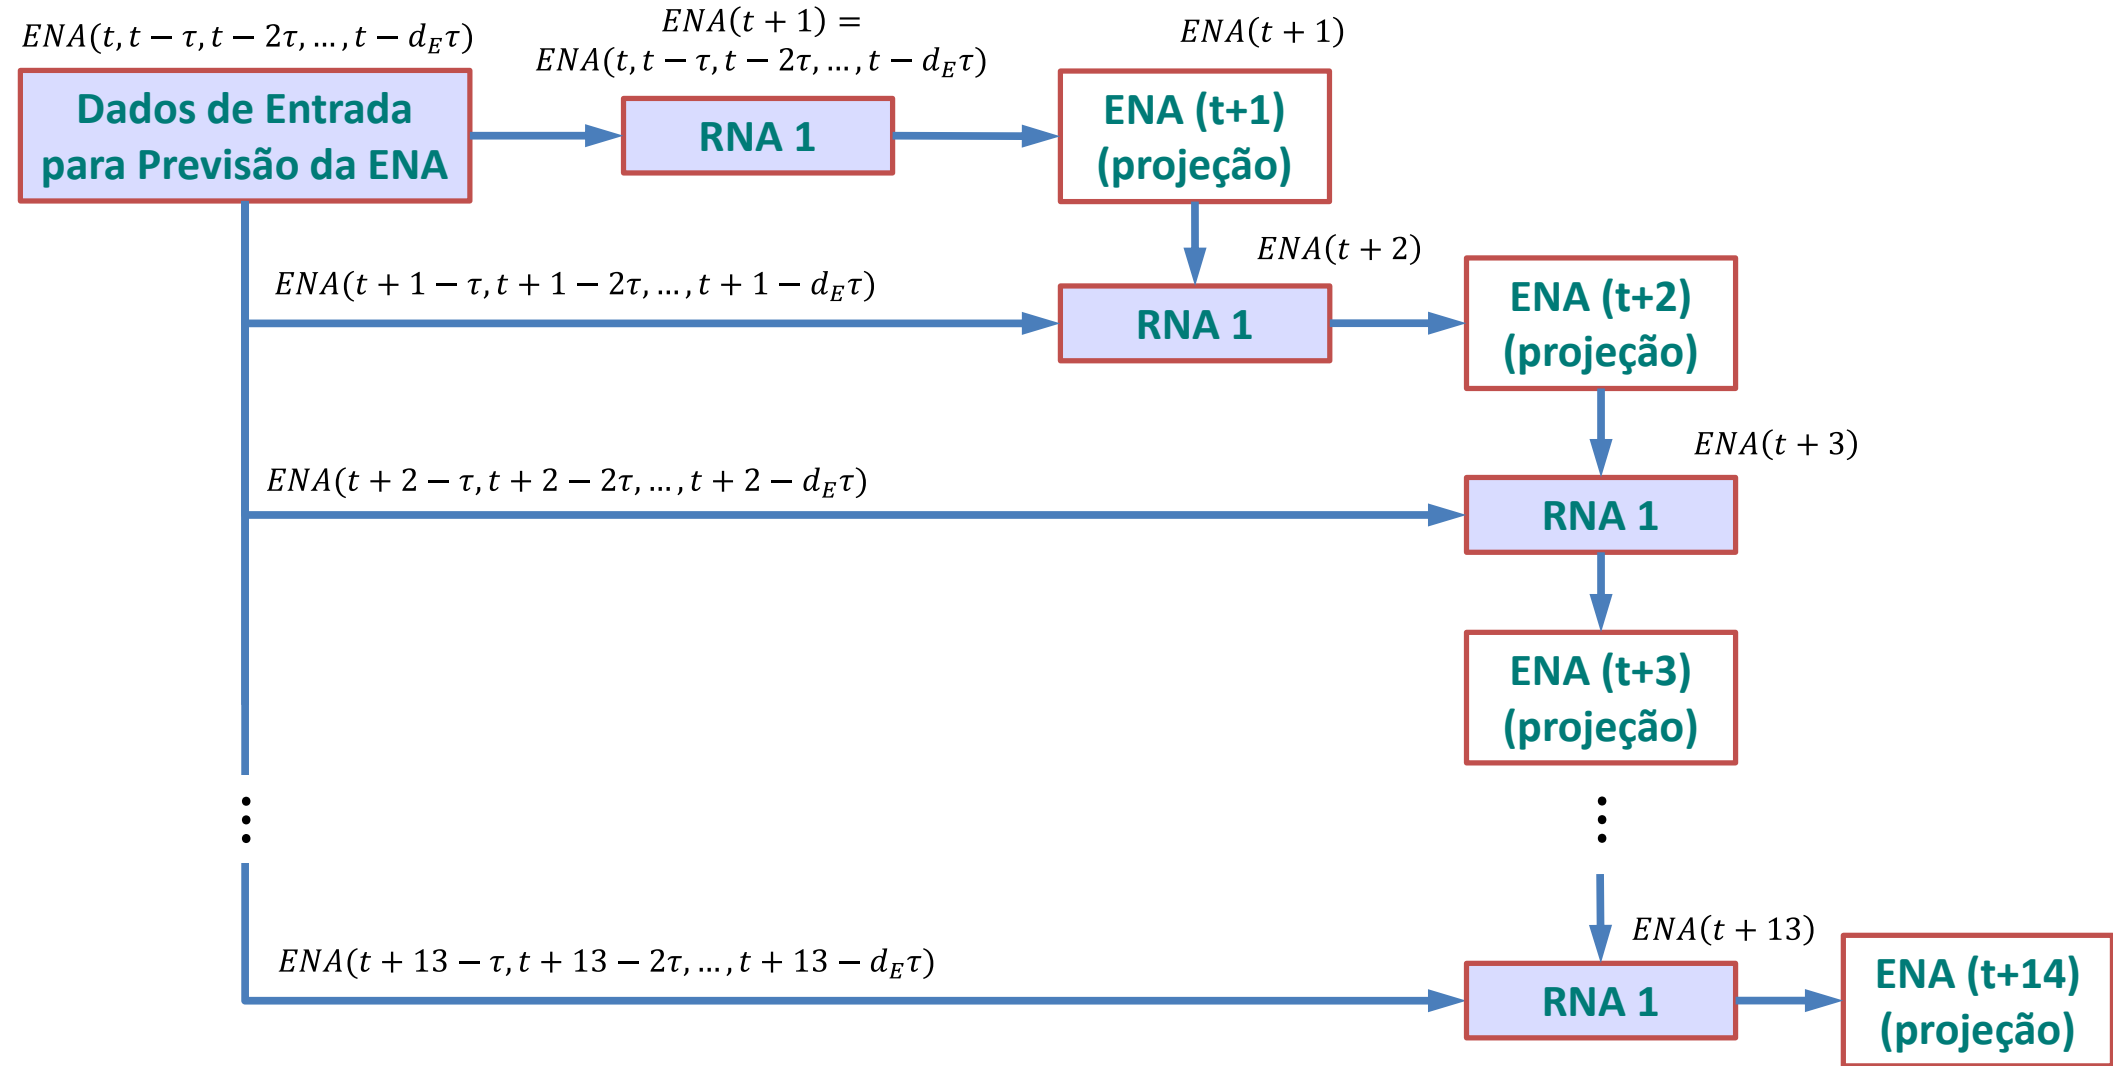 ENA(t, t − τ, t − 2τ, …, t − d_E τ)
ENA(t + 1) =
ENA(t, t − τ, t − 2τ, …, t − d_E τ)
ENA(t + 1)
Dados de Entrada
para Previsão da ENA
RNA 1
ENA (t+1)
(projeção)
ENA(t + 1 − τ, t + 1 − 2τ, …, t + 1 − d_E τ)
ENA(t + 2)
RNA 1
ENA (t+2)
(projeção)
ENA(t + 2 − τ, t + 2 − 2τ, …, t + 2 − d_E τ)
ENA(t + 3)
RNA 1
ENA (t+3)
(projeção)
⋮
⋮
ENA(t + 13 − τ, t + 13 − 2τ, …, t + 13 − d_E τ)
ENA(t + 13)
RNA 1
ENA (t+14)
(projeção)